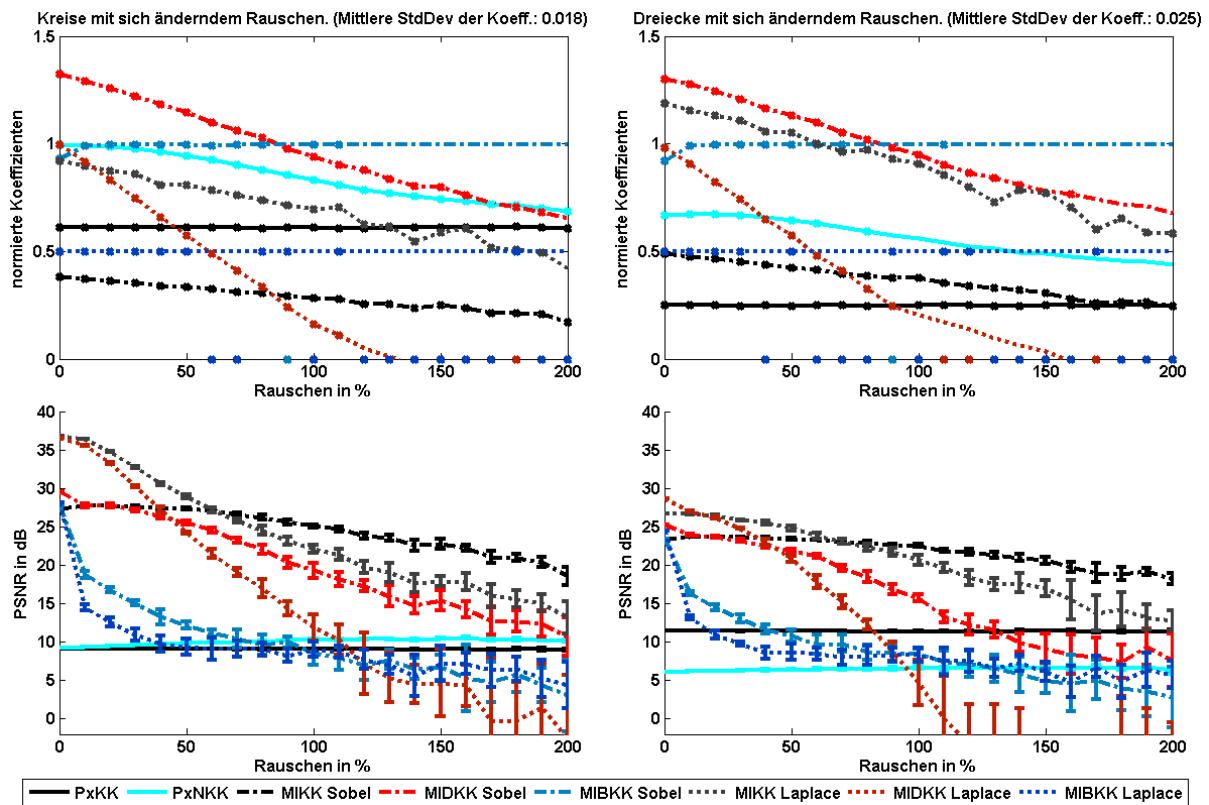 Kreise mit sich änderndem Rauschen. (Mittlere StdDev der Koeff.: 0.018)
normierte Koeffizienten
1.5
1
0.5
0
0 50 100 150 200
Rauschen in %
Dreiecke mit sich änderndem Rauschen. (Mittlere StdDev der Koeff.: 0.025)
normierte Koeffizienten
1.5
1
0.5
0
0 50 100 150 200
Rauschen in %
PSNR in dB
40
35
30
25
20
15
10
5
0
0 50 100 150 200
Rauschen in %
PSNR in dB
40
35
30
25
20
15
10
5
0
0 50 100 150 200
Rauschen in %
PxKK PxNKK MIKK Sobel MIDKK Sobel MIBKK Sobel MIKK Laplace MIDKK Laplace MIBKK Laplace